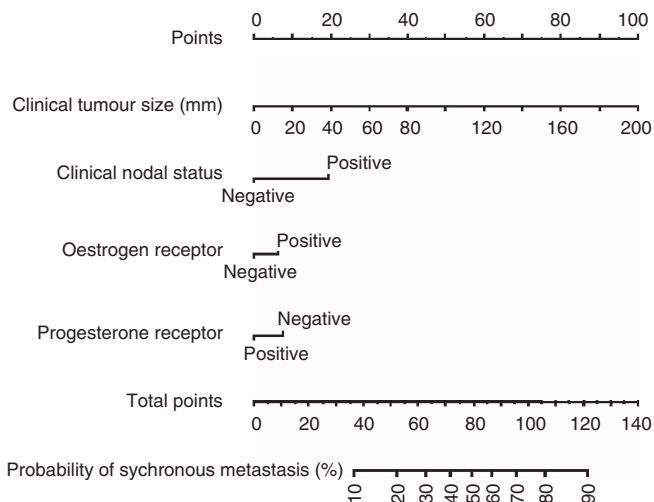 0 20 40 60 80 100
Points
Clinical tumour size (mm)
0 20 40 60 80 120 160 200
Positive
Clinical nodal status
Negative
Positive
Oestrogen receptor
Negative
Negative
Progesterone receptor
Positive
Total points
0 20 40 60 80 100 120 140
Probability of sychronous metastasis (%)
10 20 30 40 50 60 70 80 90